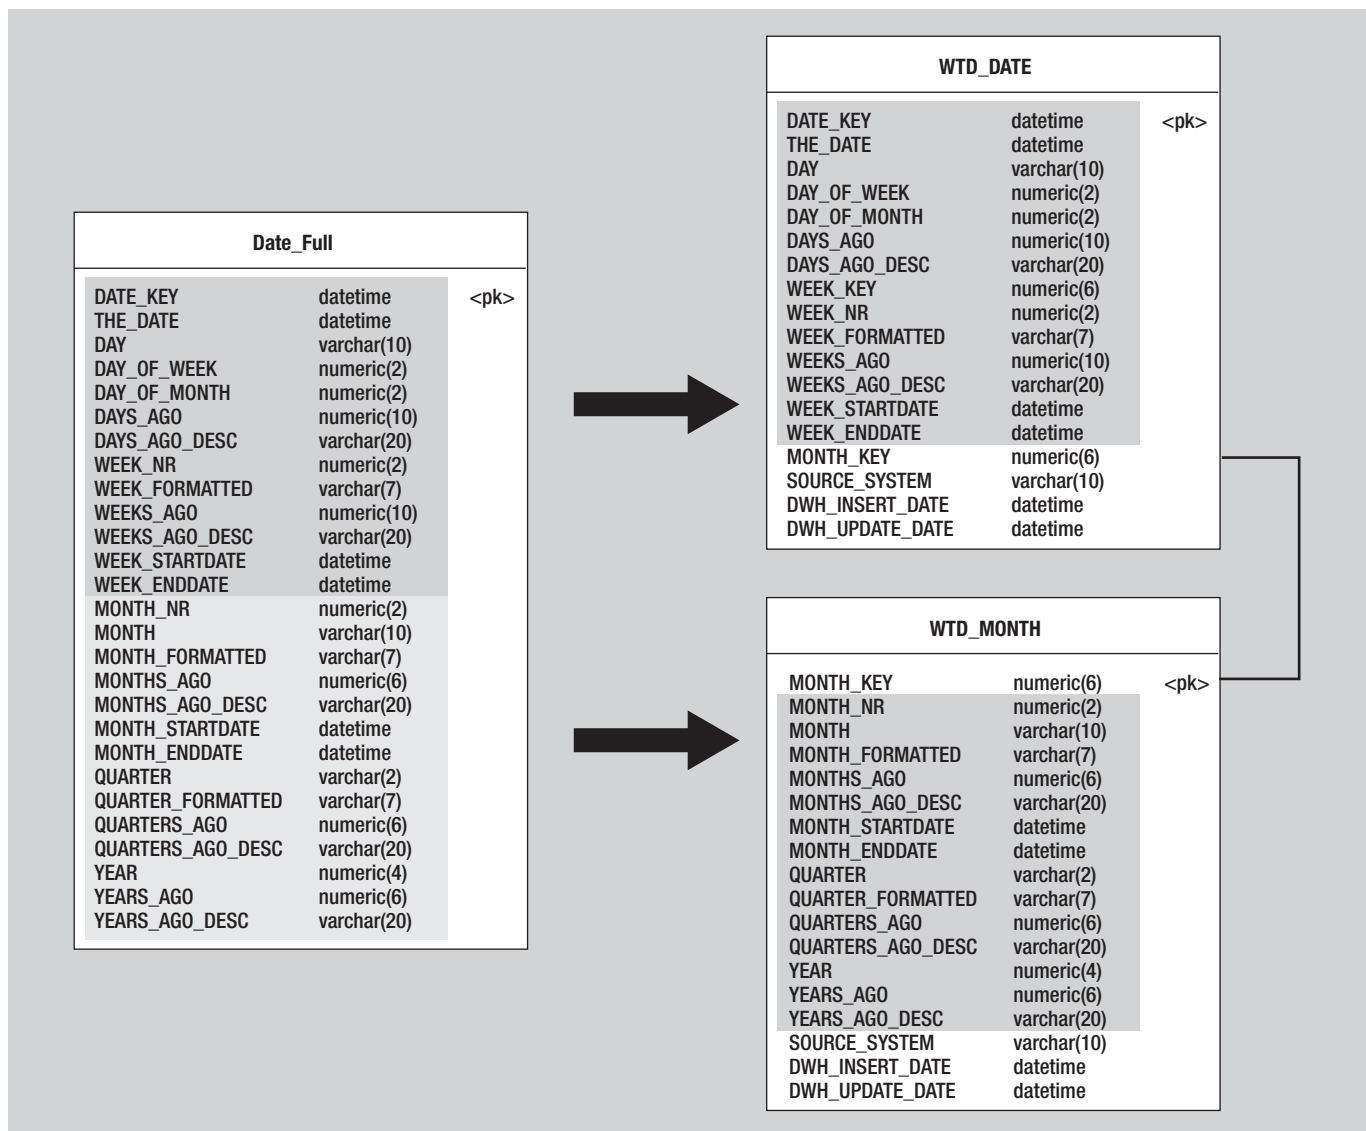 Date_Full
DATE_KEY datetime <pk>
THE_DATE datetime
DAY varchar(10)
DAY_OF_WEEK numeric(2)
DAY_OF_MONTH numeric(2)
DAYS_AGO numeric(10)
DAYS_AGO_DESC varchar(20)
WEEK_NR numeric(2)
WEEK_FORMATTED varchar(7)
WEEKS_AGO numeric(10)
WEEKS_AGO_DESC varchar(20)
WEEK_STARTDATE datetime
WEEK_ENDDATE datetime
MONTH_NR numeric(2)
MONTH varchar(10)
MONTH_FORMATTED varchar(7)
MONTHS_AGO numeric(6)
MONTHS_AGO_DESC varchar(20)
MONTH_STARTDATE datetime
MONTH_ENDDATE datetime
QUARTER varchar(2)
QUARTER_FORMATTED varchar(7)
QUARTERS_AGO numeric(6)
QUARTERS_AGO_DESC varchar(20)
YEAR numeric(4)
YEARS_AGO numeric(6)
YEARS_AGO_DESC varchar(20)
WTD_DATE
DATE_KEY datetime <pk>
THE_DATE datetime
DAY varchar(10)
DAY_OF_WEEK numeric(2)
DAY_OF_MONTH numeric(2)
DAYS_AGO numeric(10)
DAYS_AGO_DESC varchar(20)
WEEK_KEY numeric(6)
WEEK_NR numeric(2)
WEEK_FORMATTED varchar(7)
WEEKS_AGO numeric(10)
WEEKS_AGO_DESC varchar(20)
WEEK_STARTDATE datetime
WEEK_ENDDATE datetime
MONTH_KEY numeric(6)
SOURCE_SYSTEM varchar(10)
DWH_INSERT_DATE datetime
DWH_UPDATE_DATE datetime
WTD_MONTH
MONTH_KEY numeric(6) <pk>
MONTH_NR numeric(2)
MONTH varchar(10)
MONTH_FORMATTED varchar(7)
MONTHS_AGO numeric(6)
MONTHS_AGO_DESC varchar(20)
MONTH_STARTDATE datetime
MONTH_ENDDATE datetime
QUARTER varchar(2)
QUARTER_FORMATTED varchar(7)
QUARTERS_AGO numeric(6)
QUARTERS_AGO_DESC varchar(20)
YEAR numeric(4)
YEARS_AGO numeric(6)
YEARS_AGO_DESC varchar(20)
SOURCE_SYSTEM varchar(10)
DWH_INSERT_DATE datetime
DWH_UPDATE_DATE datetime